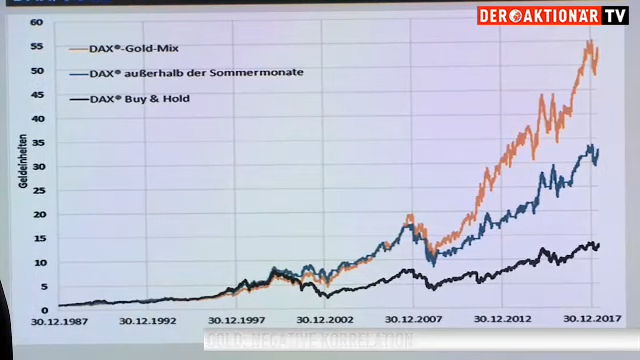 DER AKTIONÄR TV
60
DAX®-Gold-Mix
55
50
DAX® außerhalb der Sommermonate
45
DAX® Buy & Hold
40
35
30
25
20
15
10
5
0
Geldeinheiten
30.12.1987 30.12.1992 30.12.1997 30.12.2002 30.12.2007 30.12.2012 30.12.2017
GOLD: NEGATIVE KORRELATION